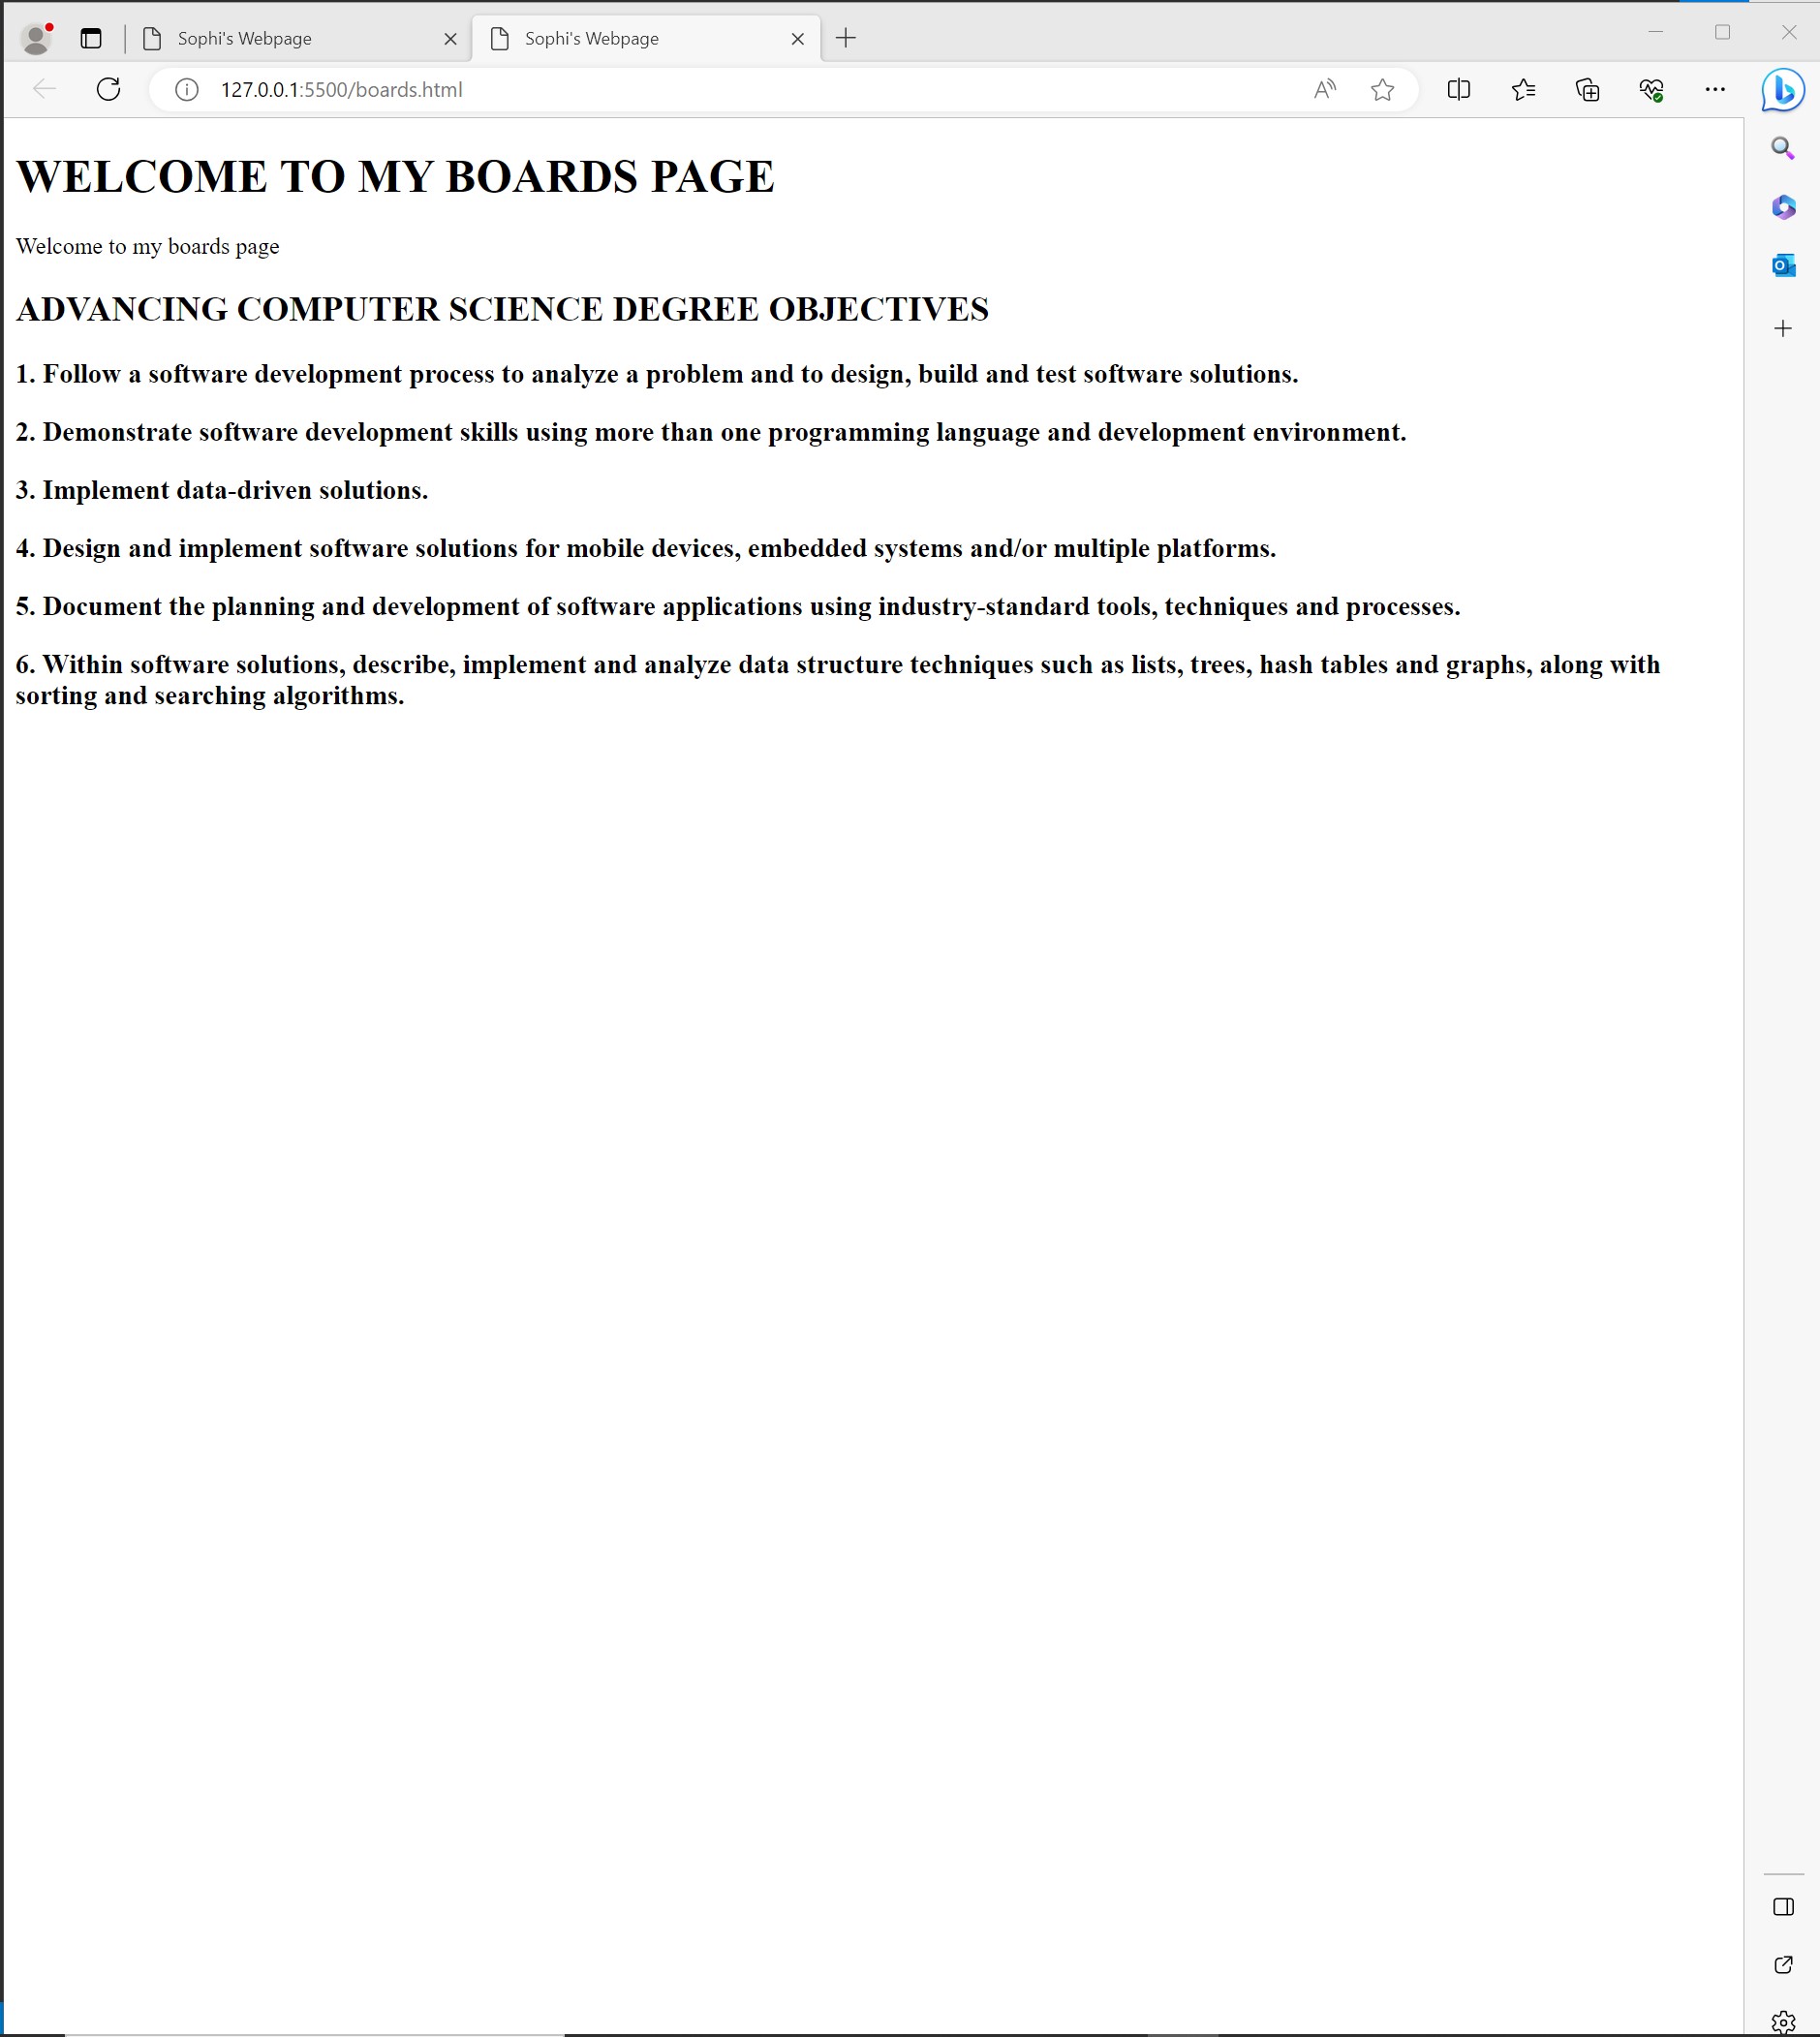 Sophi's Webpage
Sophi's Webpage
127.0.0.1:5500/boards.html
WELCOME TO MY BOARDS PAGE
Welcome to my boards page
ADVANCING COMPUTER SCIENCE DEGREE OBJECTIVES
1. Follow a software development process to analyze a problem and to design, build and test software solutions.
2. Demonstrate software development skills using more than one programming language and development environment.
3. Implement data-driven solutions.
4. Design and implement software solutions for mobile devices, embedded systems and/or multiple platforms.
5. Document the planning and development of software applications using industry-standard tools, techniques and processes.
6. Within software solutions, describe, implement and analyze data structure techniques such as lists, trees, hash tables and graphs, along with
sorting and searching algorithms.